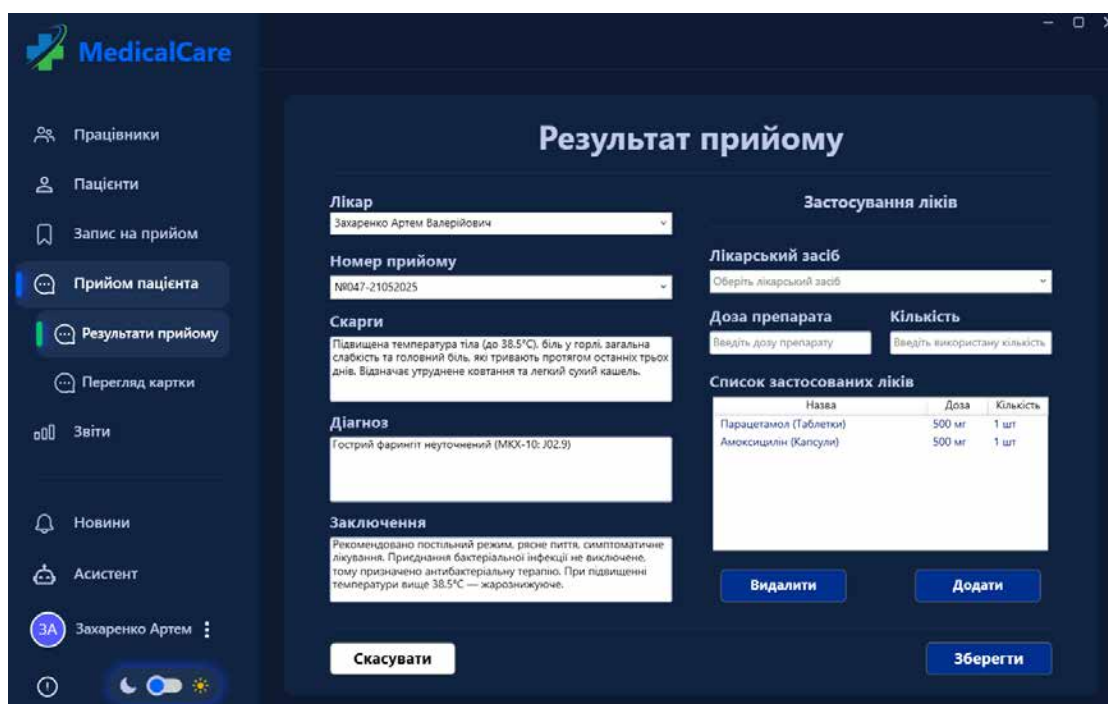 MedicalCare
Працівники
Пацієнти
Запис на прийом
Прийом пацієнта
Результати прийому
Перегляд картки
Звіти
Новини
Асистент
ЗА
Захаренко Артем
Результат прийому
Лікар
Захаренко Артем Валерійович
Номер прийому
№047-21052025
Скарги
Підвищена температура тіла (до 38.5°C), біль у горлі, загальна
слабкість та головний біль, які тривають протягом останніх трьох
днів. Відзначає утруднене ковтання та легкий сухий кашель.
Діагноз
Гострий фарингіт неуточнений (МКХ-10: J02.9)
Заключення
Рекомендовано постільний режим, рясне пиття, симптоматичне
лікування. Приєднання бактеріальної інфекції не виключене,
тому призначено антибактеріальну терапію. При підвищенні
температури вище 38.5°C — жарознижуюче.
Скасувати
Застосування ліків
Лікарський засіб
Оберіть лікарський засіб
Доза препарата Кількість
Введіть дозу препарату Введіть використану кількість
Список застосованих ліків
Назва Доза Кількість
Парацетамол (Таблетки) 500 мг 1 шт
Амоксицилін (Капсули) 500 мг 1 шт
Видалити Додати
Зберегти